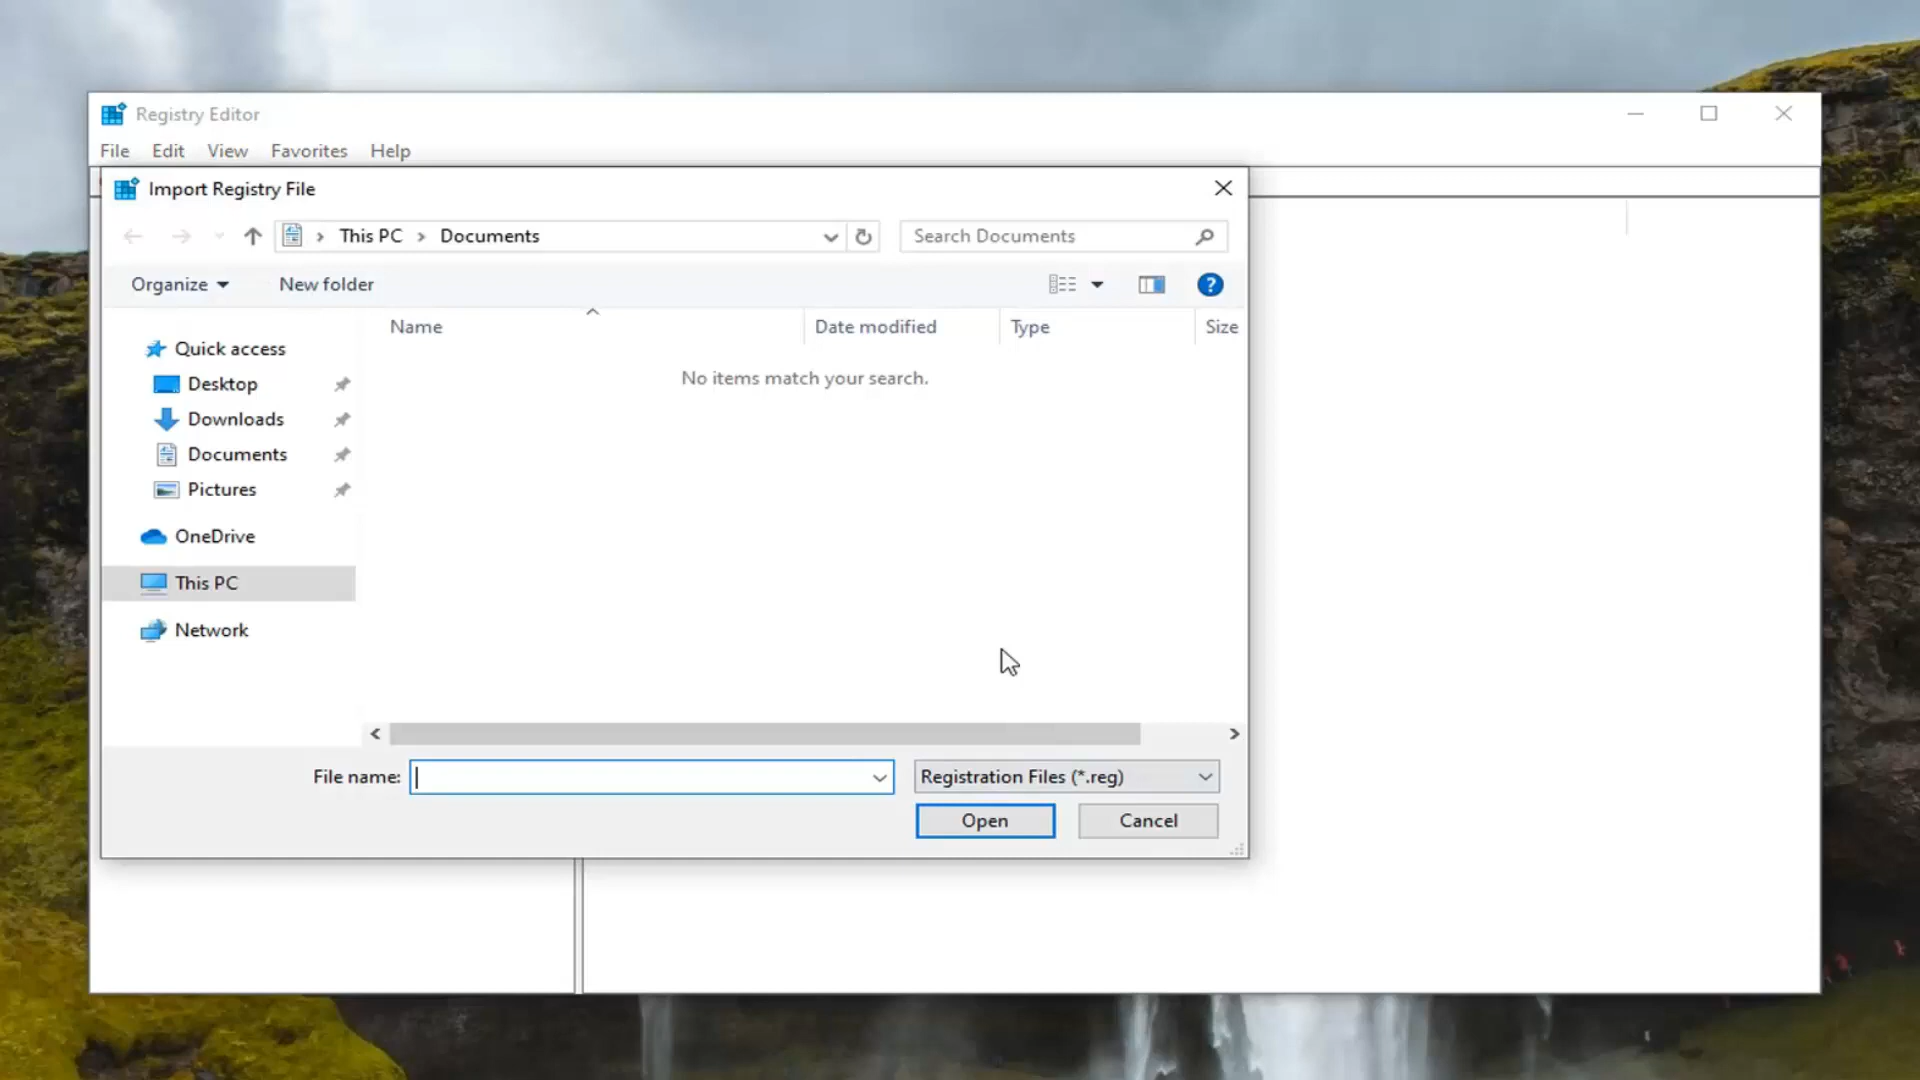 Registry Editor
File Edit View Favorites Help
Import Registry File
This PC Documents
Search Documents
Organize New folder
?
Name Date modified Type Size
No items match your search.
Quick access
Desktop
Downloads
Documents
Pictures
OneDrive
This PC
Network
File name: Registration Files (*.reg)
Open Cancel